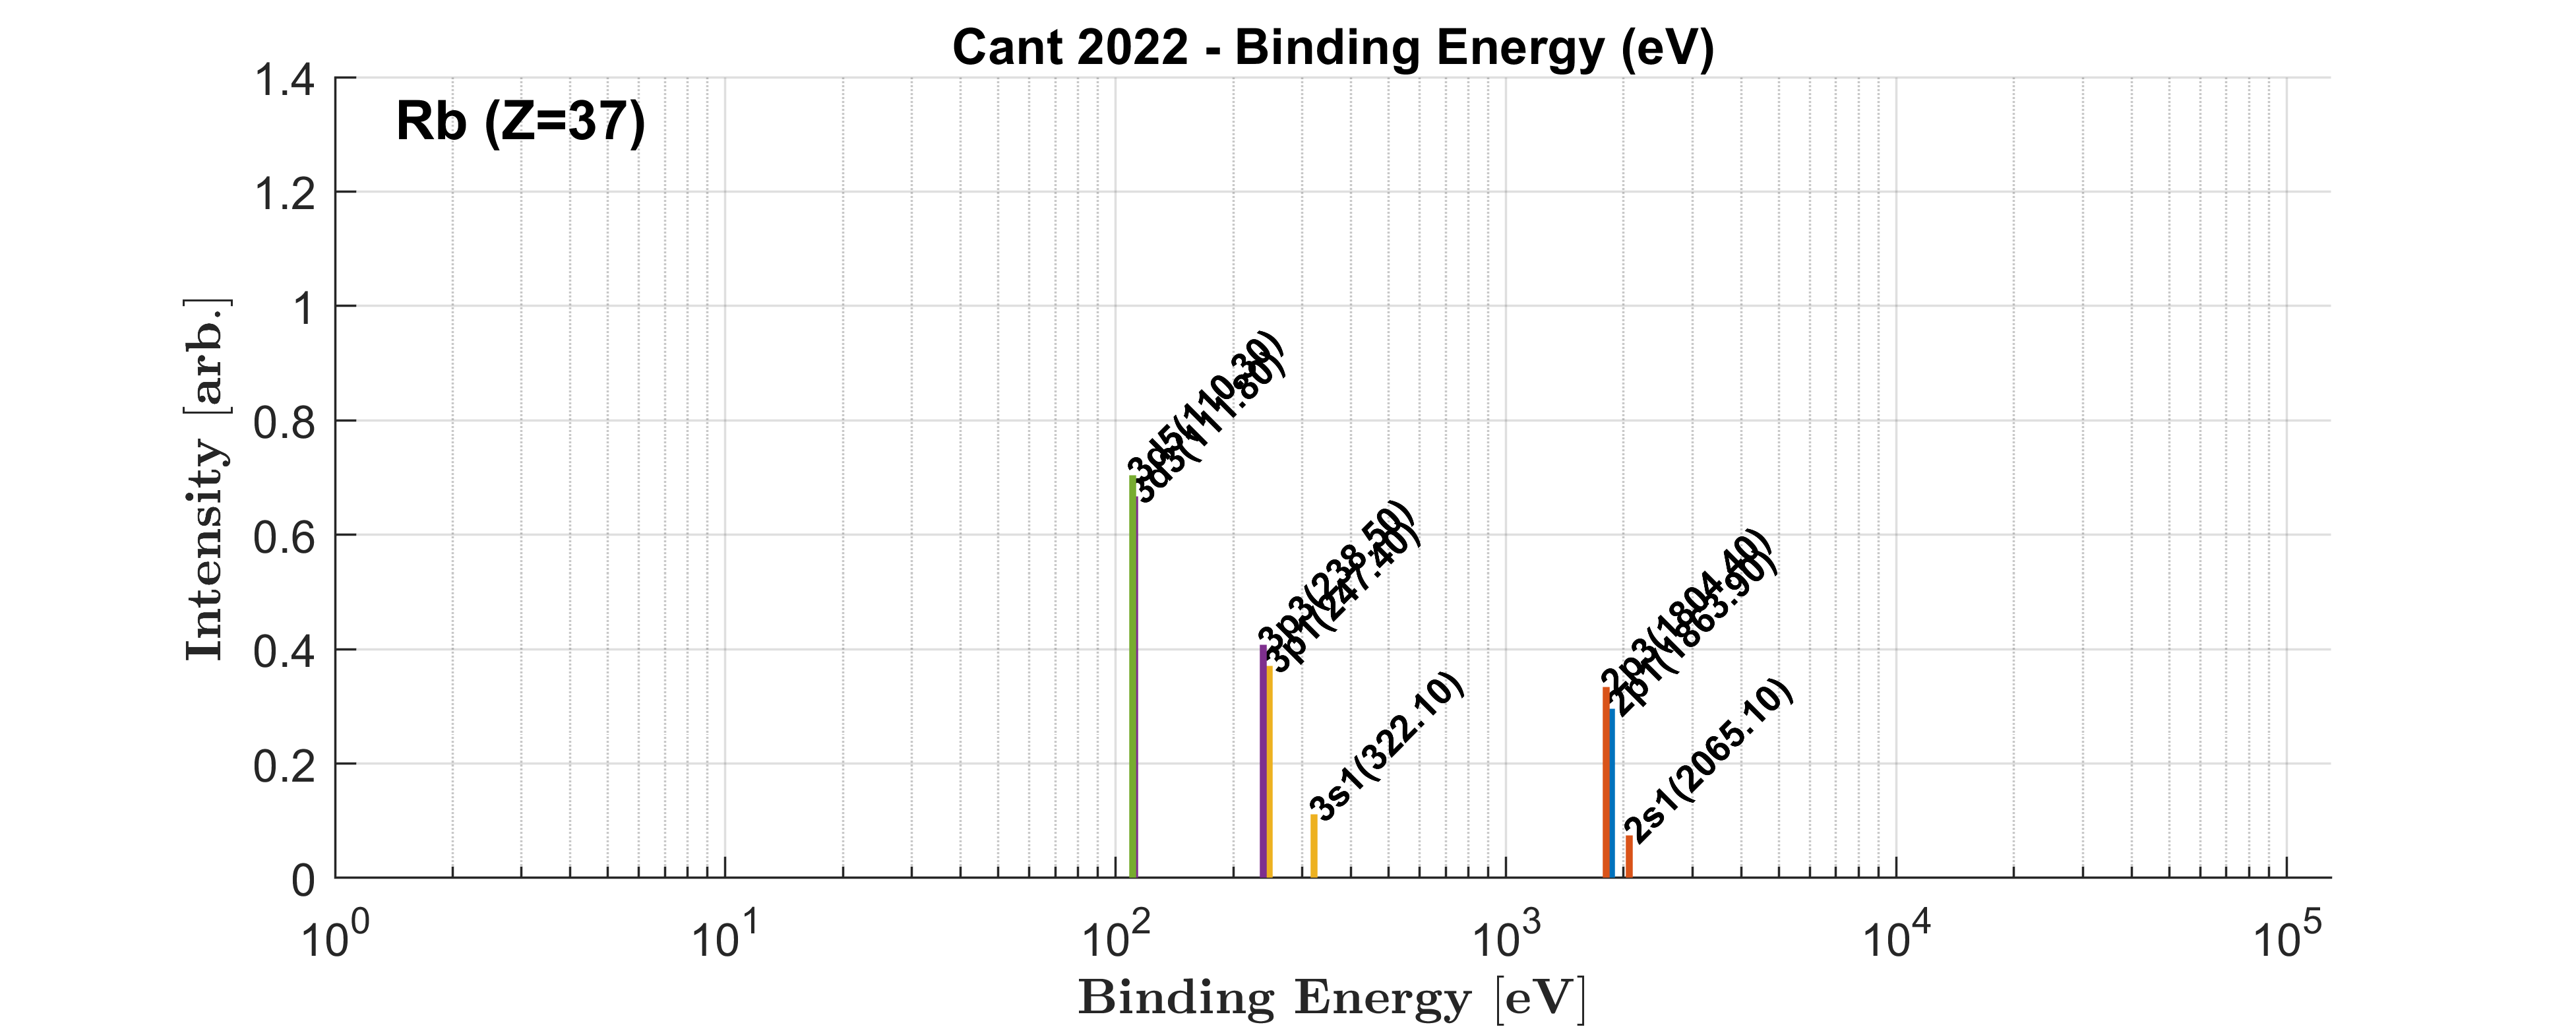 Cant 2022 - Binding Energy (eV)
Rb (Z=37)
1.4
1.2
1
0.8
0.6
0.4
0.2
0
Intensity [arb.]
3d5(110.30)
3d3(111.80)
3p3(238.50)
3p1(247.40)
3s1(322.10)
2p3(1804.40)
2p1(1863.90)
2s1(2065.10)
10^0 10^1 10^2 10^3 10^4 10^5
Binding Energy [eV]